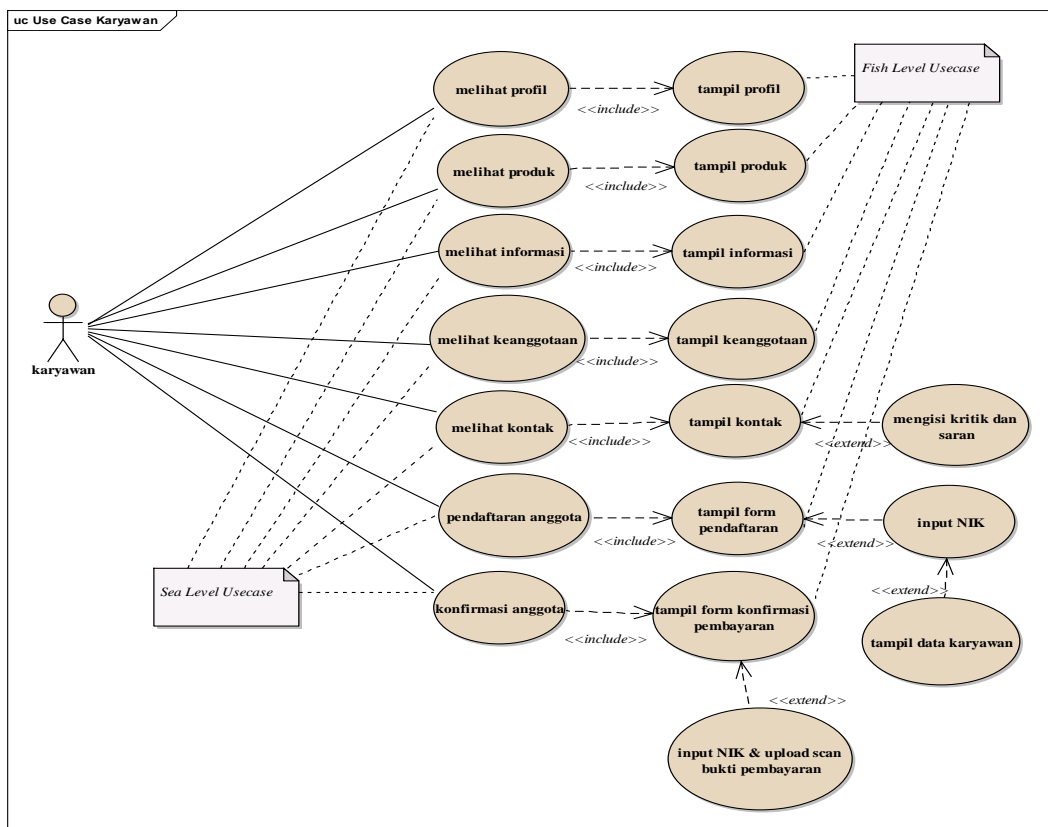 uc Use Case Karyawan
Fish Level Usecase
melihat profil
<<include>>
tampil profil
melihat produk
<<include>>
tampil produk
melihat informasi
<<include>>
tampil informasi
karyawan
melihat keanggotaan
<<include>>
tampil keanggotaan
melihat kontak
<<include>>
tampil kontak
<<extend>>
mengisi kritik dan
saran
pendaftaran anggota
<<include>>
tampil form
pendaftaran
<<extend>>
input NIK
<<extend>>
tampil data karyawan
Sea Level Usecase
konfirmasi anggota
<<include>>
tampil form konfirmasi
pembayaran
<<extend>>
input NIK & upload scan
bukti pembayaran